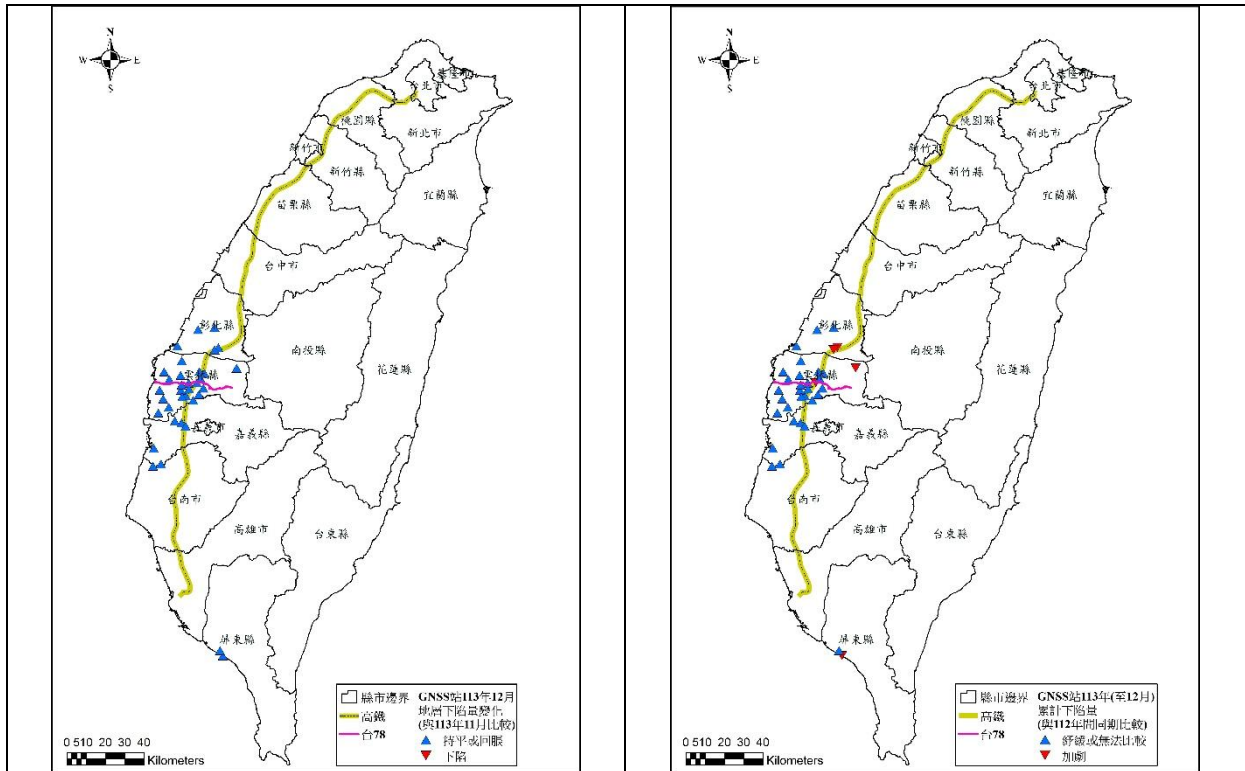 N
W E
S
台北市
桃園縣
新北市
新竹市
新竹縣
宜蘭縣
苗栗縣
台中市
彰化縣
南投縣
花蓮縣
雲林縣
嘉義縣
台南市
高雄市
台東縣
屏東縣
縣市邊界
高鐵
台78
GNSS站113年12月
地層下陷量變化
(與113年11月比較)
持平或回脹
下陷
0 5 10 20 30 40
Kilometers
N
W E
S
台北市
桃園縣
新北市
新竹市
新竹縣
宜蘭縣
苗栗縣
台中市
彰化縣
南投縣
花蓮縣
雲林縣
嘉義縣
台南市
高雄市
台東縣
屏東縣
縣市邊界
高鐵
台78
GNSS站113年(至12月)
累計下陷量
(與112年間同期比較)
舒緩或無法比較
加劇
0 5 10 20 30 40
Kilometers